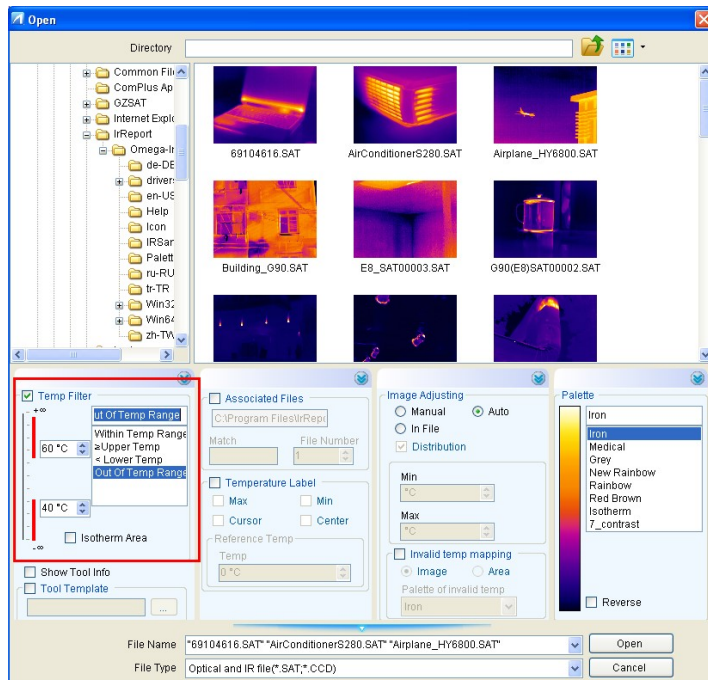 Open
Directory
Common File
ComPlus Ap
GZSAT
Internet Explo
IrReport
Omega-Ir
de-DE
drivers
en-US
Help
Icon
IRSar
Palett
ru-RU
tr-TR
Win32
Win64
zh-TW
69104616.SAT
AirConditionerS280.SAT
Airplane_HY6800.SAT
Building_G90.SAT
E8_SAT00003.SAT
G90(E8)SAT00002.SAT
Temp Filter
+∞
ut Of Temp Range
Within Temp Range
≥Upper Temp
< Lower Temp
Out Of Temp Range
60 °C
40 °C
Isotherm Area
-∞
Show Tool Info
Tool Template
...
Associated Files
C:\Program Files\IrRepo
Match
File Number
1
Temperature Label
Max
Min
Cursor
Center
Reference Temp
Temp
0 °C
Image Adjusting
Manual
Auto
In File
Distribution
Min
°C
Max
°C
Invalid temp mapping
Image
Area
Palette of invalid temp
Iron
Palette
Iron
Iron
Medical
Grey
New Rainbow
Rainbow
Red Brown
Isotherm
7_contrast
Reverse
File Name
"69104616.SAT" "AirConditionerS280.SAT" "Airplane_HY6800.SAT"
Open
File Type
Optical and IR file(*.SAT;*.CCD)
Cancel